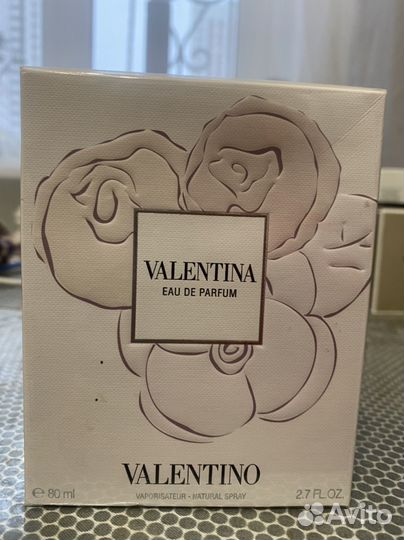 VALENTINA
EAU DE PARFUM
VALENTINO
℮ 80 ml
VAPORISATEUR - NATURAL SPRAY
2.7 FL.OZ.
Avito